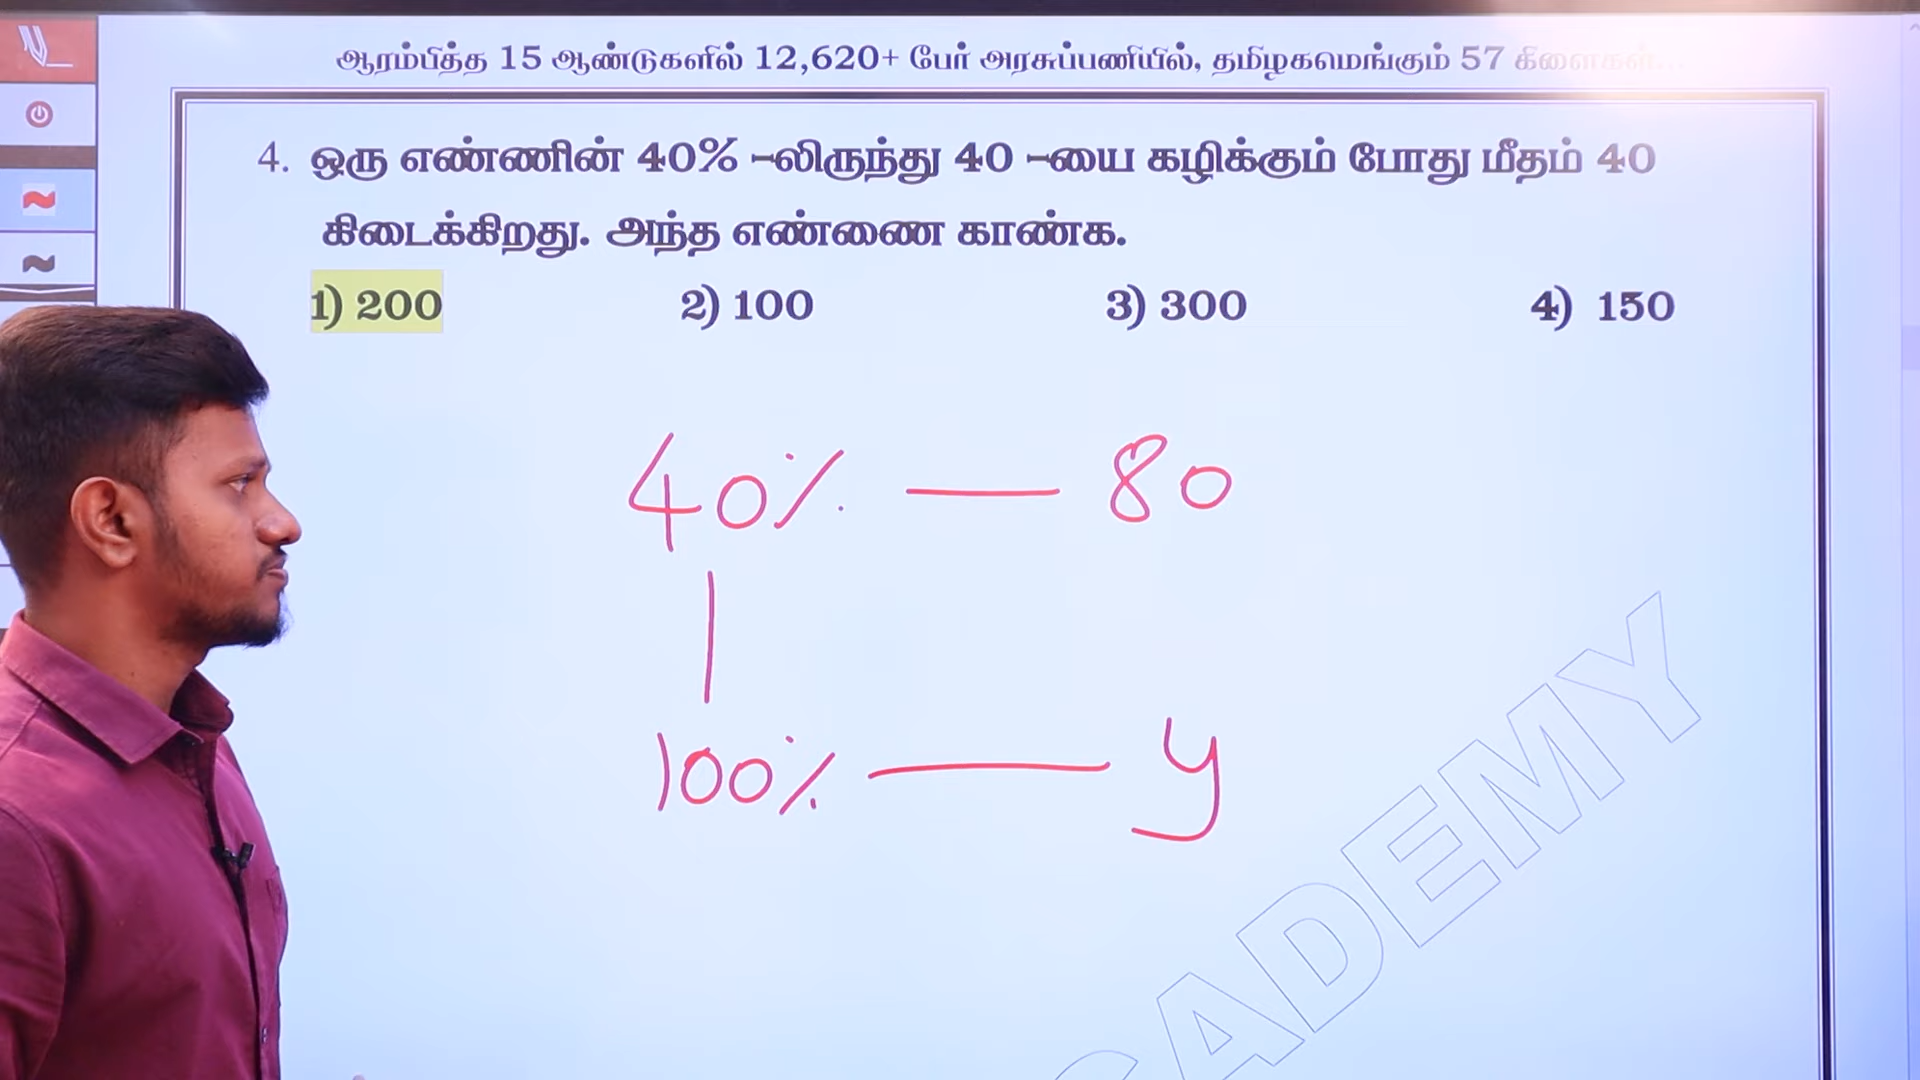 ஆரம்பித்த 15 ஆண்டுகளில் 12,620+ பேர் அரசுப்பணியில், தமிழகமெங்கும் 57 கிளைகள்...
4. ஒரு எண்ணின் 40% -லிருந்து 40 -யை கழிக்கும் போது மீதம் 40
கிடைக்கிறது. அந்த எண்ணை காண்க.
1) 200 2) 100 3) 300 4) 150
40% — 80
100% — y